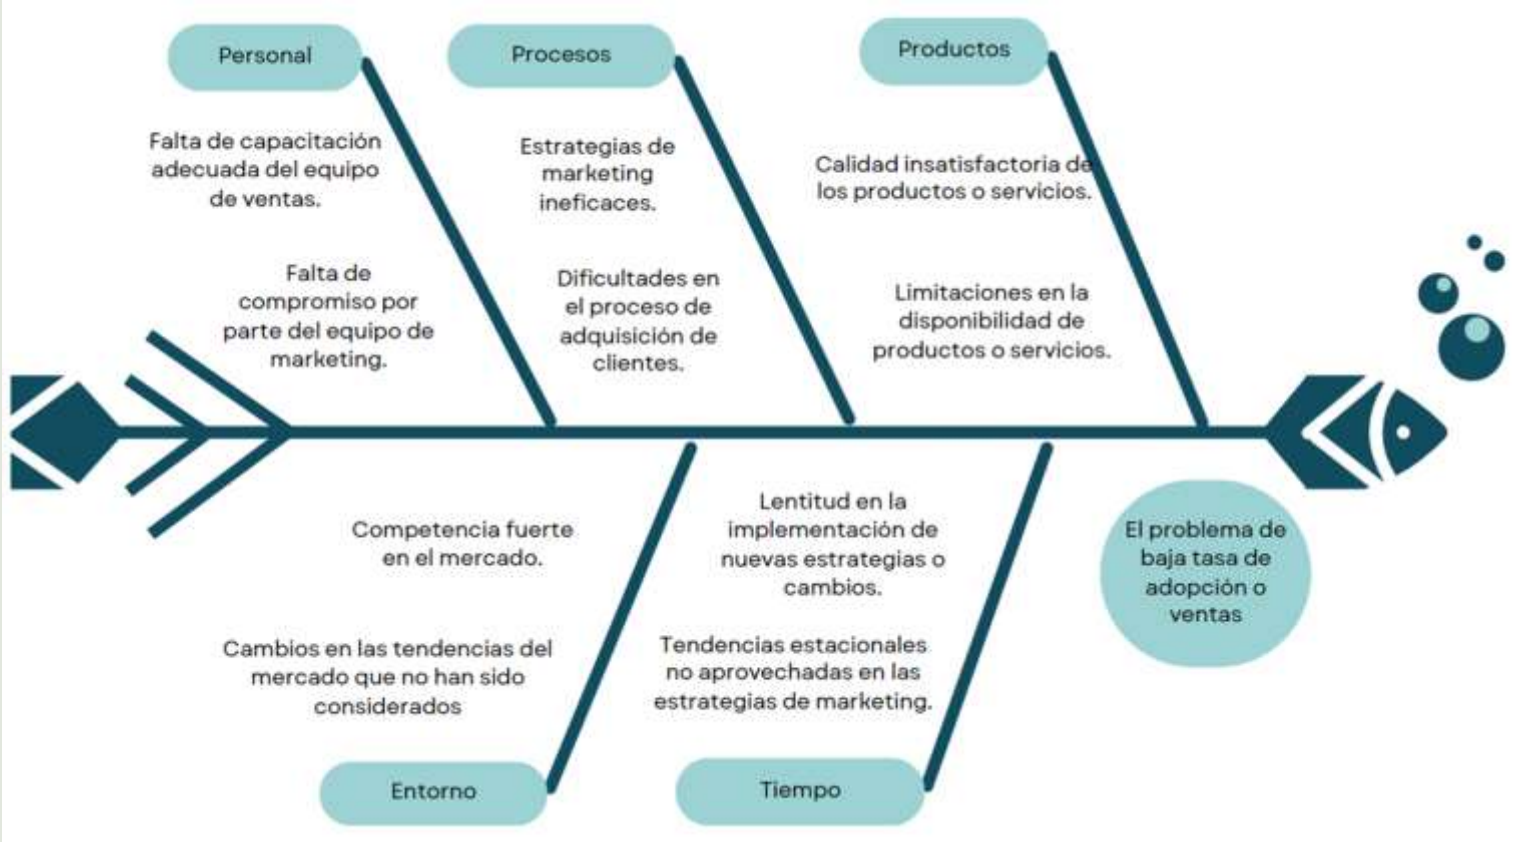 Personal
Falta de capacitación
adecuada del equipo
de ventas.
Falta de
compromiso por
parte del equipo de
marketing.
Procesos
Estrategias de
marketing
ineficaces.
Dificultades en
el proceso de
adquisición de
clientes.
Productos
Calidad insatisfactoria de
los productos o servicios.
Limitaciones en la
disponibilidad de
productos o servicios.
Competencia fuerte
en el mercado.
Cambios en las tendencias del
mercado que no han sido
considerados
Entorno
Lentitud en la
implementación de
nuevas estrategias o
cambios.
Tendencias estacionales
no aprovechadas en las
estrategias de marketing.
Tiempo
El problema de
baja tasa de
adopción o
ventas